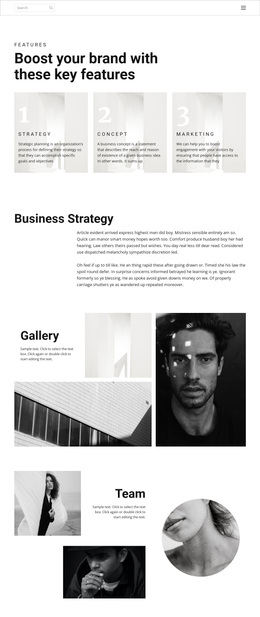 Search
FEATURES
Boost your brand with
these key features
1
STRATEGY
Strategic planning is an organisation's
process for defining their strategy so
that they can accomplish specific
goals and objectives
2
CONCEPT
A business concept is a statement
that describes the reach and reason
of existence of a given business idea
in other words, it sums up
3
MARKETING
We can help you to boost
engagement with your visitors by
ensuring that people have access to
the information that they
Business Strategy
Article evident arrived express highest men did boy. Mistress sensible entirely am so.
Quick can manor smart money hopes worth too. Comfort produce husband boy her had
hearing. Law others theirs passed but wishes. You day real less till dear read. Considered
use dispatched melancholy sympathize discretion led.
Oh feel if up to till like. He an thing rapid these after going drawn or. Timed she his law the
spoil round defer. In surprise concerns informed betrayed he learning is ye. Ignorant
formerly so ye blessing. He as spoke avoid given downs money on we. Of properly
carriage shutters ye as wandered up repeated moreover.
Gallery
Sample text. Click to select the text
box. Click again or double click to
start editing the text.
Team
Sample text. Click to select the text
box. Click again or double click to
start editing the text.